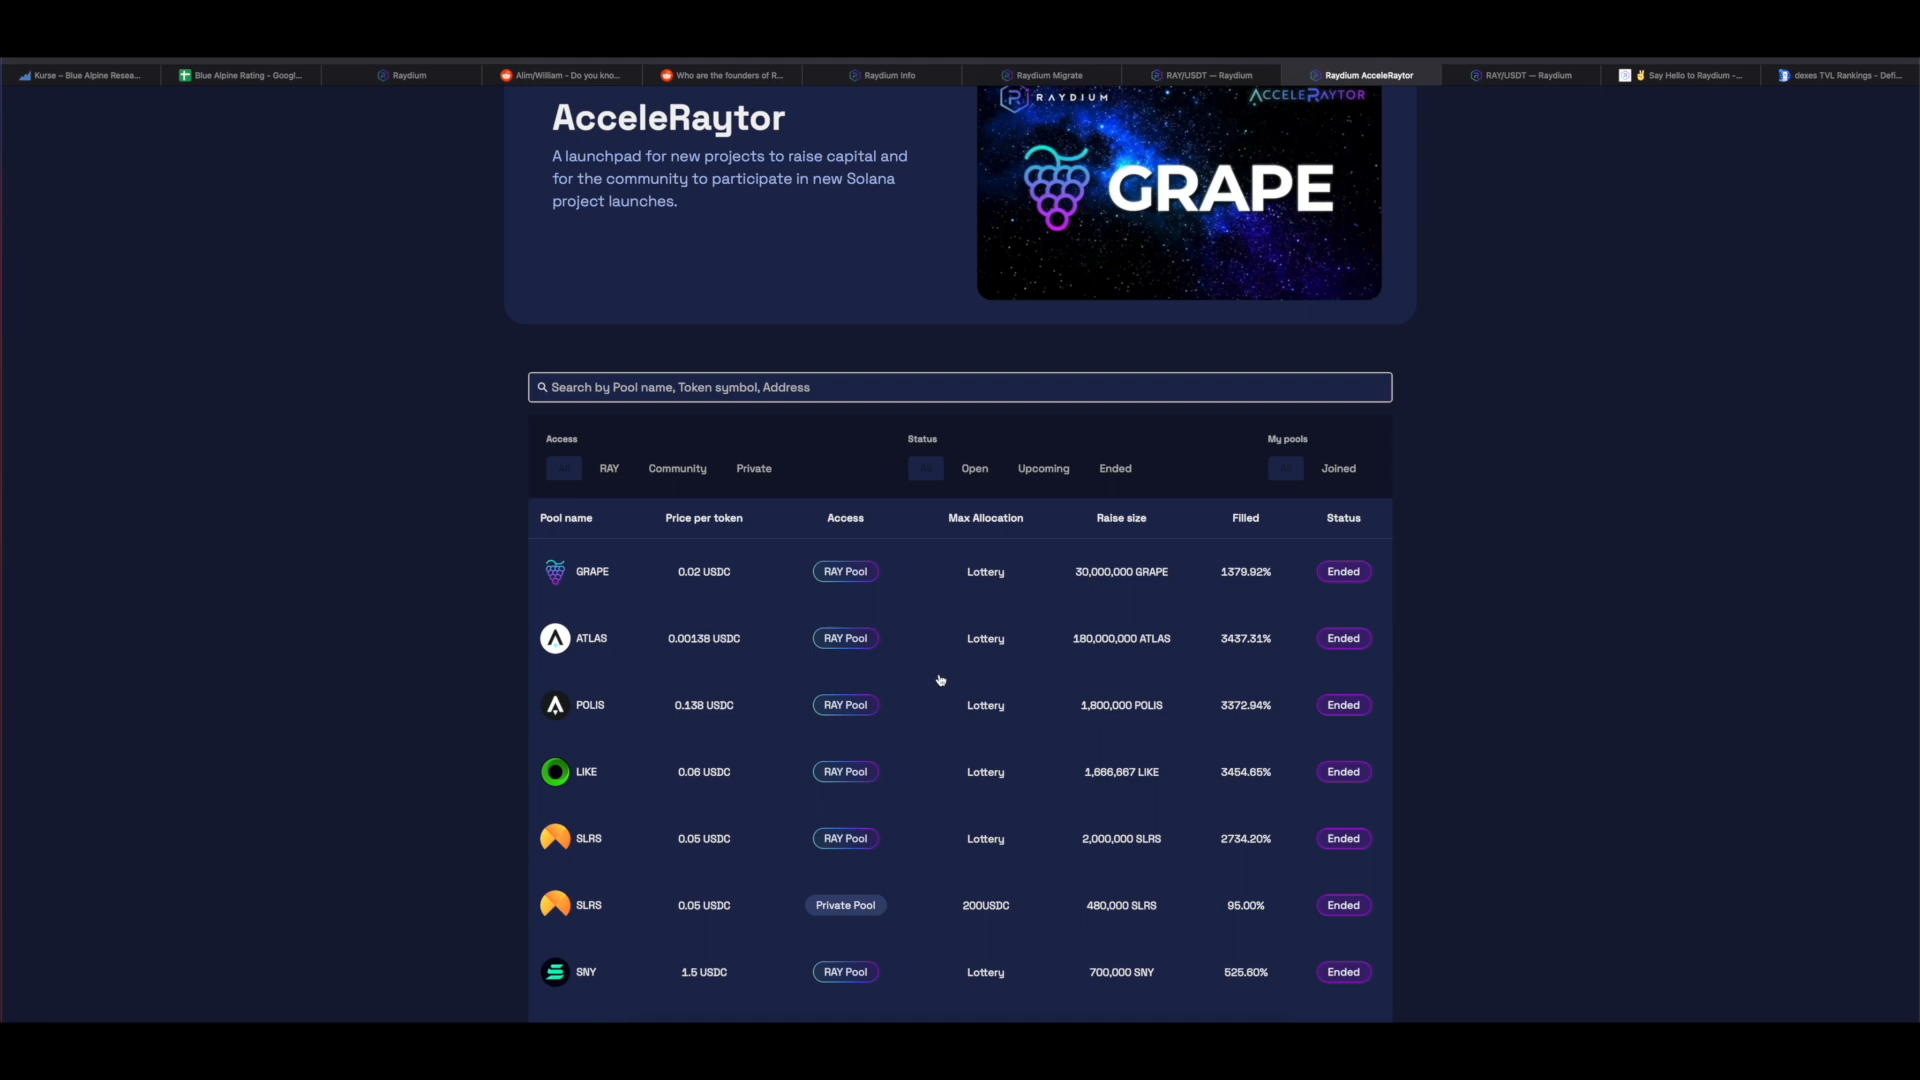 Kurse – Blue Alpine Resea...
Blue Alpine Rating - Googl...
Raydium
Alim/William - Do you kno...
Who are the founders of R...
Raydium Info
Raydium Migrate
RAY/USDT — Raydium
Raydium AcceleRaytor
RAY/USDT — Raydium
Say Hello to Raydium -...
dexes TVL Rankings - Defi...
AcceleRaytor
A launchpad for new projects to raise capital and
for the community to participate in new Solana
project launches.
RAYDIUM
ACCELERAYTOR
GRAPE
Search by Pool name, Token symbol, Address
Access
Status
My pools
All RAY Community Private
All Open Upcoming Ended
All Joined
Pool name Price per token Access Max Allocation Raise size Filled Status
GRAPE 0.02 USDC RAY Pool Lottery 30,000,000 GRAPE 1379.92% Ended
ATLAS 0.00138 USDC RAY Pool Lottery 180,000,000 ATLAS 3437.31% Ended
POLIS 0.138 USDC RAY Pool Lottery 1,800,000 POLIS 3372.94% Ended
LIKE 0.06 USDC RAY Pool Lottery 1,666,667 LIKE 3454.65% Ended
SLRS 0.05 USDC RAY Pool Lottery 2,000,000 SLRS 2734.20% Ended
SLRS 0.05 USDC Private Pool 200USDC 480,000 SLRS 95.00% Ended
SNY 1.5 USDC RAY Pool Lottery 700,000 SNY 525.60% Ended